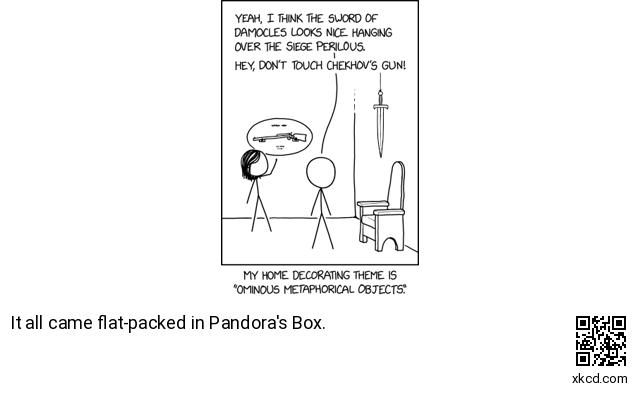 YEAH, I THINK THE SWORD OF
DAMOCLES LOOKS NICE HANGING
OVER THE SIEGE PERILOUS.
HEY, DON'T TOUCH CHEKHOV'S GUN!
MY HOME DECORATING THEME IS
"OMINOUS METAPHORICAL OBJECTS."
It all came flat-packed in Pandora's Box.
xkcd.com